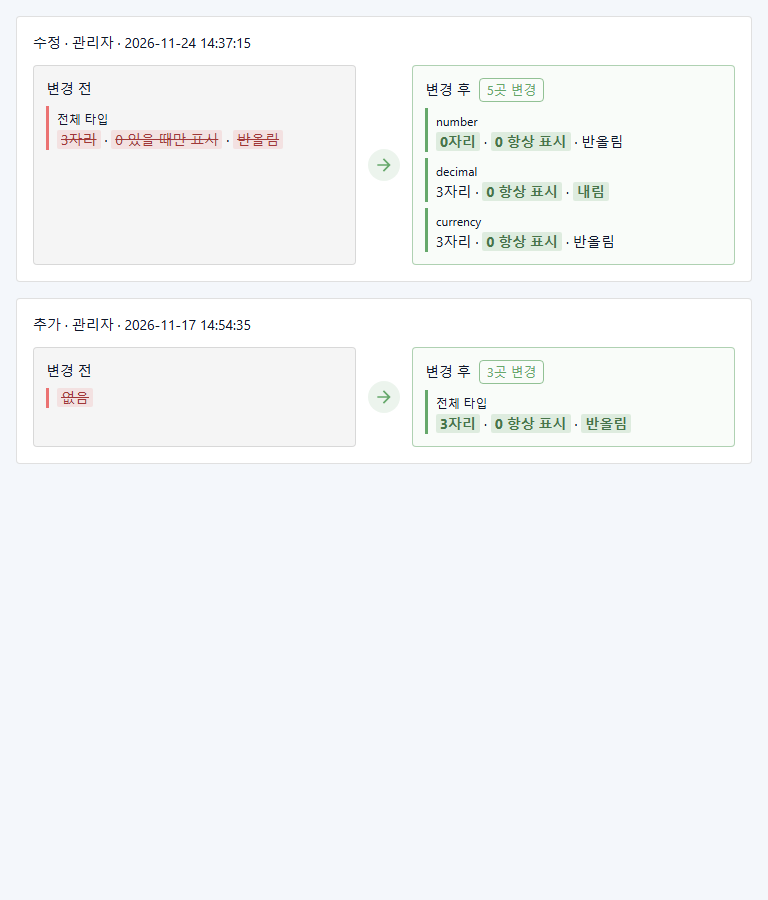 수정 · 관리자 · 2026-11-24 14:37:15
변경 전
전체 타입
3자리 · 0 있을 때만 표시 · 반올림
변경 후 5곳 변경
number
0자리 · 0 항상 표시 · 반올림
decimal
3자리 · 0 항상 표시 · 내림
currency
3자리 · 0 항상 표시 · 반올림
추가 · 관리자 · 2026-11-17 14:54:35
변경 전
없음
변경 후 3곳 변경
전체 타입
3자리 · 0 항상 표시 · 반올림